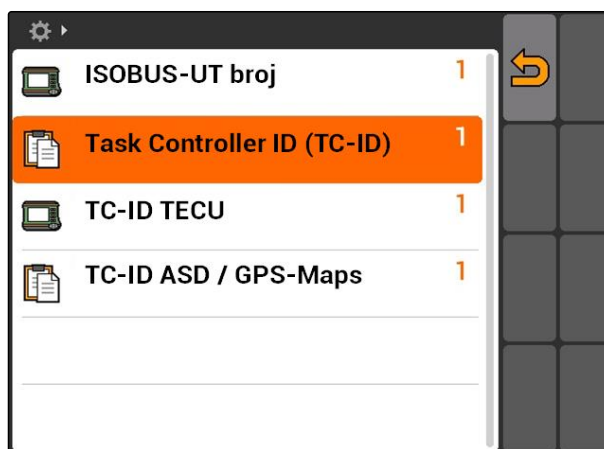 ISOBUS-UT broj 1
Task Controller ID (TC-ID) 1
TC-ID TECU 1
TC-ID ASD / GPS-Maps 1